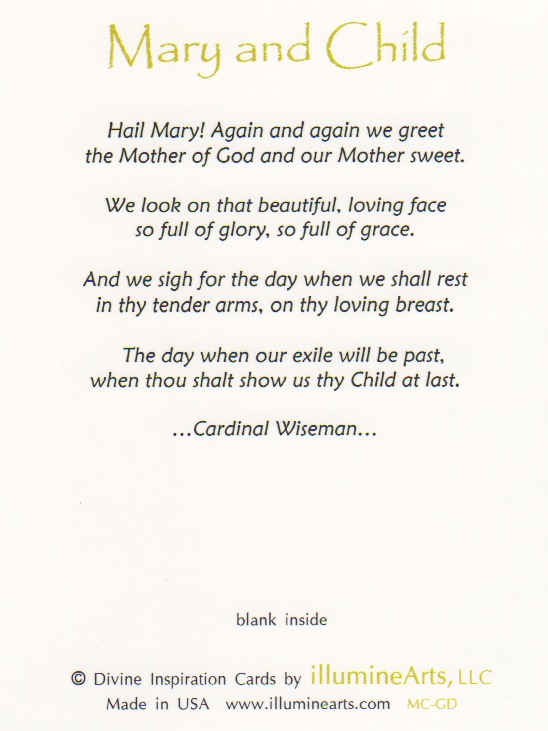 Mary and Child
Hail Mary! Again and again we greet
the Mother of God and our Mother sweet.
We look on that beautiful, loving face
so full of glory, so full of grace.
And we sigh for the day when we shall rest
in thy tender arms, on thy loving breast.
The day when our exile will be past,
when thou shalt show us thy Child at last.
...Cardinal Wiseman...
blank inside
© Divine Inspiration Cards by illumineArts, LLC
Made in USA www.illuminearts.com MC-GD